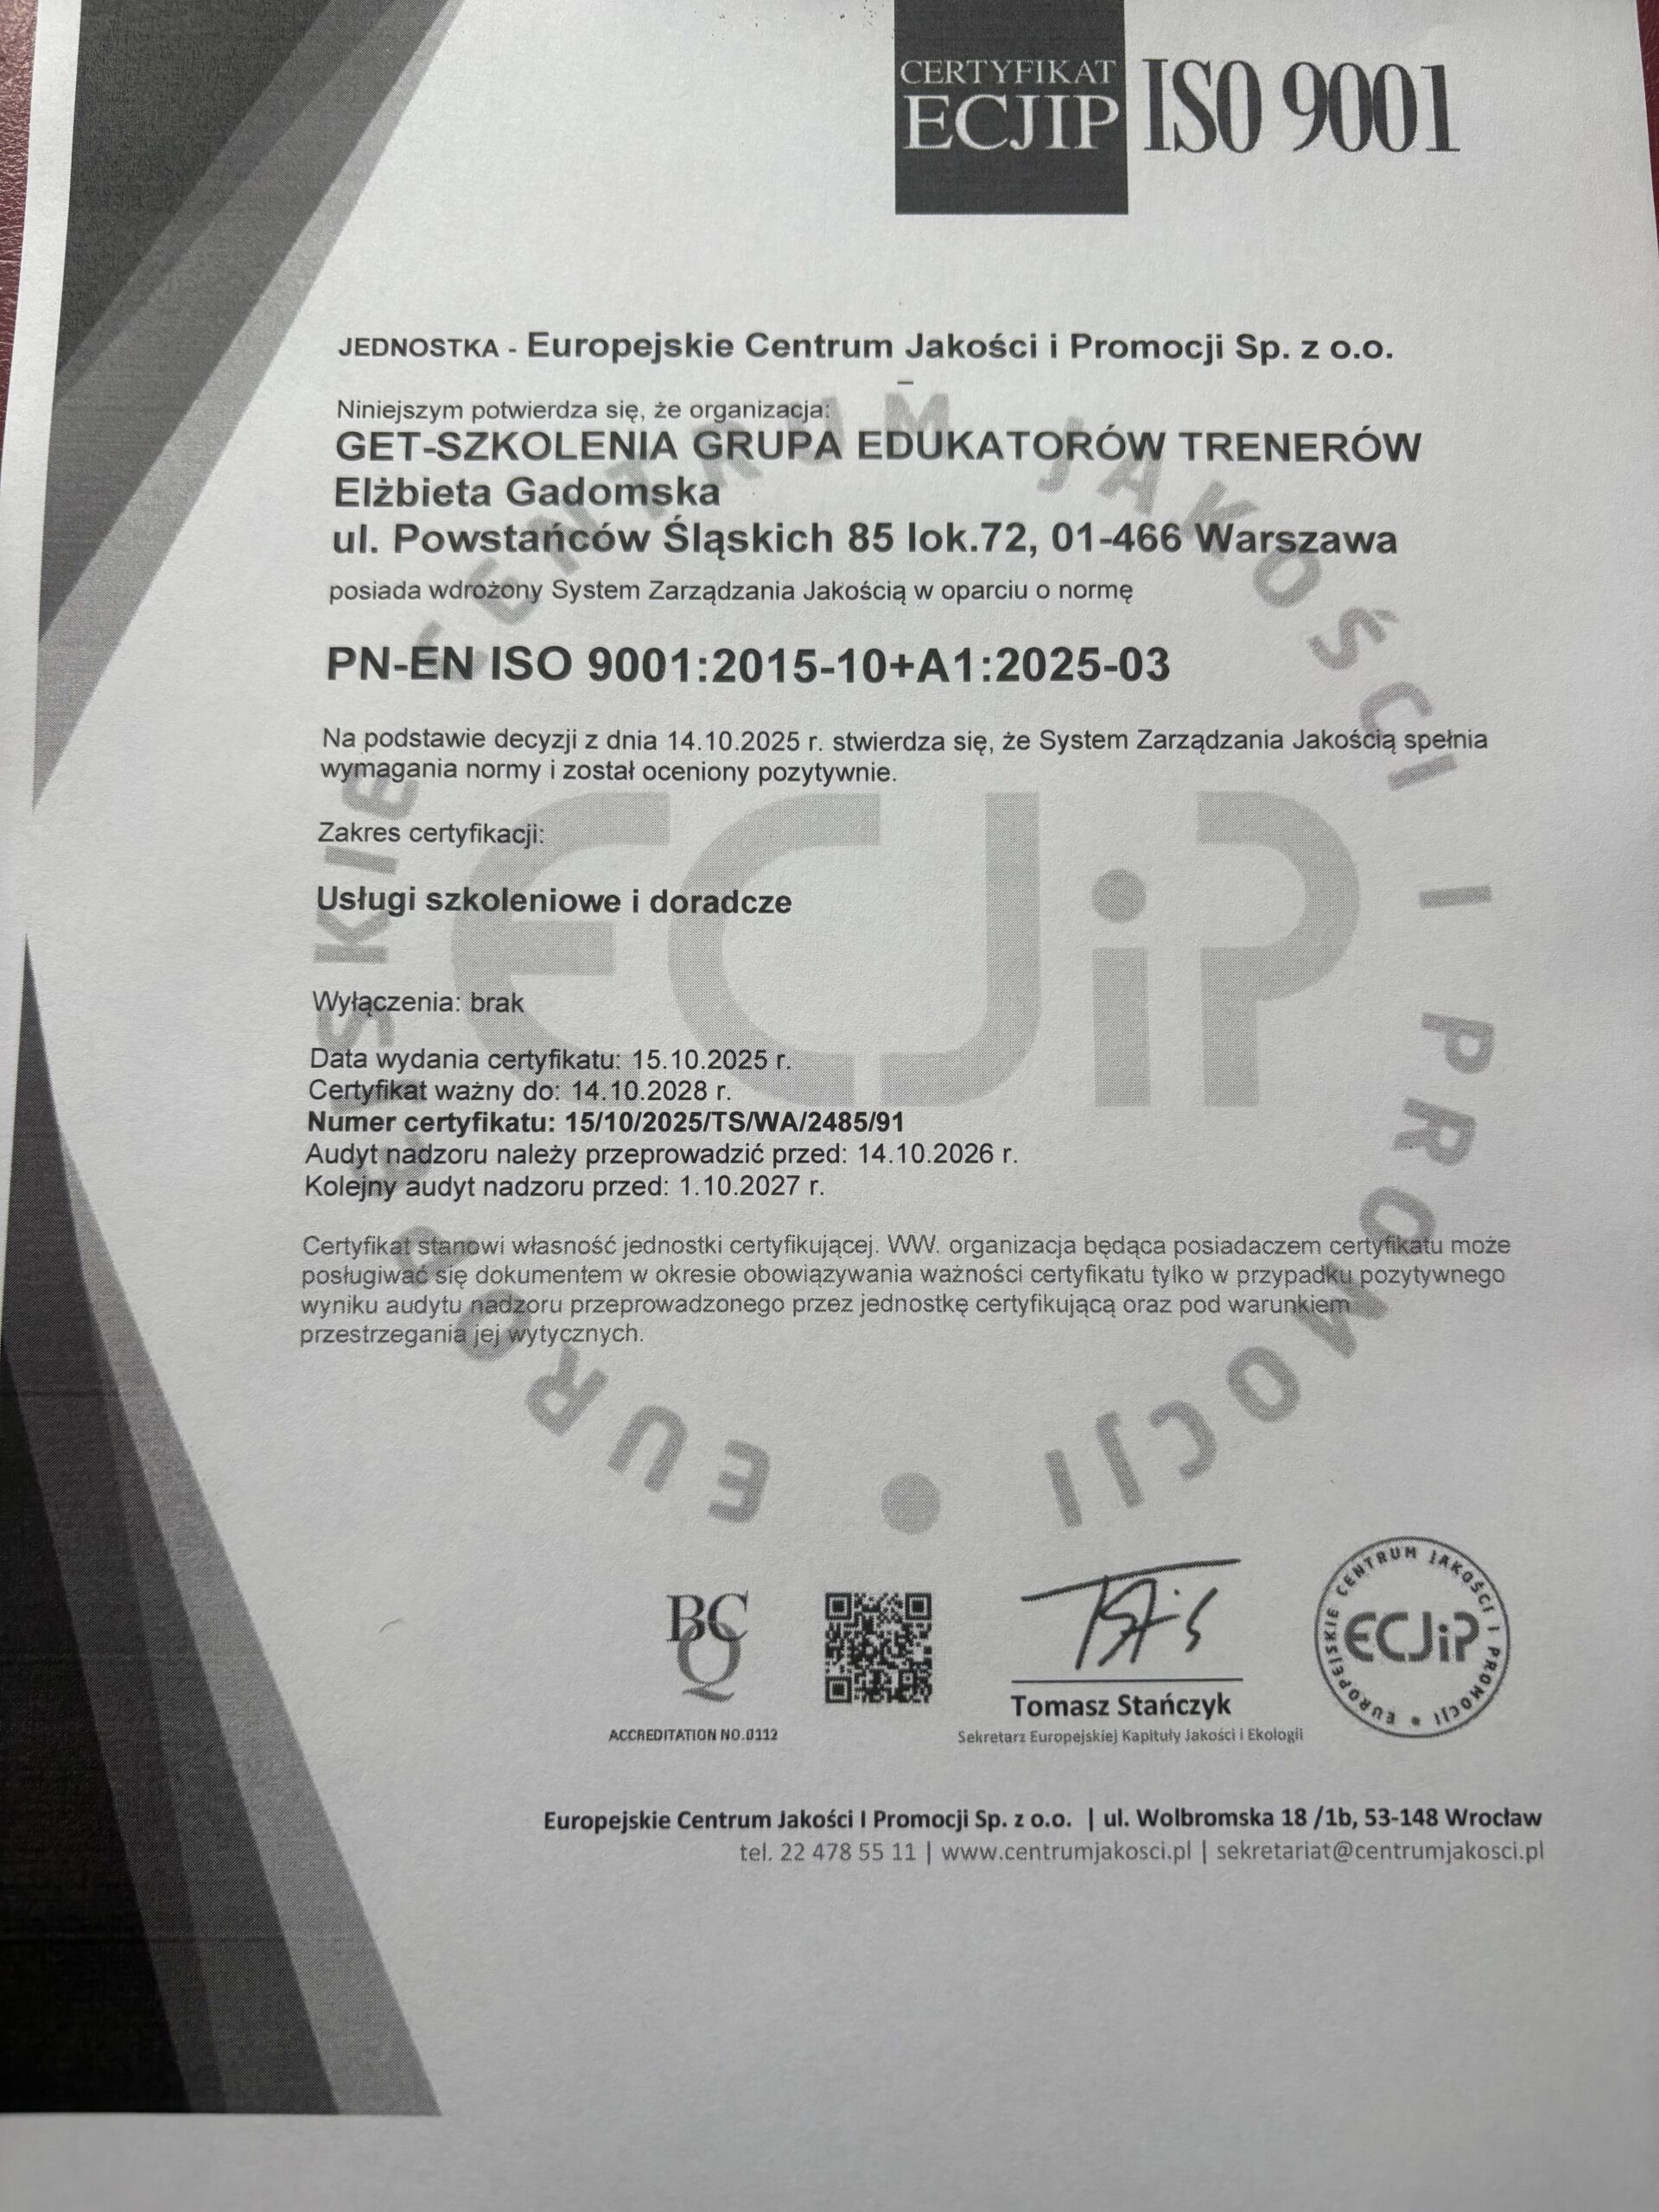 CERTYFIKAT
ECJIP
ISO 9001
JEDNOSTKA - Europejskie Centrum Jakości i Promocji Sp. z o.o.
Niniejszym potwierdza się, że organizacja:
GET-SZKOLENIA GRUPA EDUKATORÓW TRENERÓW
Elżbieta Gadomska
ul. Powstańców Śląskich 85 lok.72, 01-466 Warszawa
posiada wdrożony System Zarządzania Jakością w oparciu o normę
PN-EN ISO 9001:2015-10+A1:2025-03
Na podstawie decyzji z dnia 14.10.2025 r. stwierdza się, że System Zarządzania Jakością spełnia
wymagania normy i został oceniony pozytywnie.
Zakres certyfikacji:
Usługi szkoleniowe i doradcze
Wyłączenia: brak
Data wydania certyfikatu: 15.10.2025 r.
Certyfikat ważny do: 14.10.2028 r.
Numer certyfikatu: 15/10/2025/TS/WA/2485/91
Audyt nadzoru należy przeprowadzić przed: 14.10.2026 r.
Kolejny audyt nadzoru przed: 1.10.2027 r.
Certyfikat stanowi własność jednostki certyfikującej. WW. organizacja będąca posiadaczem certyfikatu może
posługiwać się dokumentem w okresie obowiązywania ważności certyfikatu tylko w przypadku pozytywnego
wyniku audytu nadzoru przeprowadzonego przez jednostkę certyfikującą oraz pod warunkiem
przestrzegania jej wytycznych.
EUROPEJSKIE CENTRUM JAKOŚCI I PROMOCJI
ECJiP
BCQ
ACCREDITATION NO.0112
Tomasz Stańczyk
Sekretarz Europejskiej Kapituły Jakości i Ekologii
EUROPEJSKIE CENTRUM JAKOŚCI I PROMOCJI
ECJiP
Europejskie Centrum Jakości I Promocji Sp. z o.o. | ul. Wolbromska 18 /1b, 53-148 Wrocław
tel. 22 478 55 11 | www.centrumjakosci.pl | sekretariat@centrumjakosci.pl